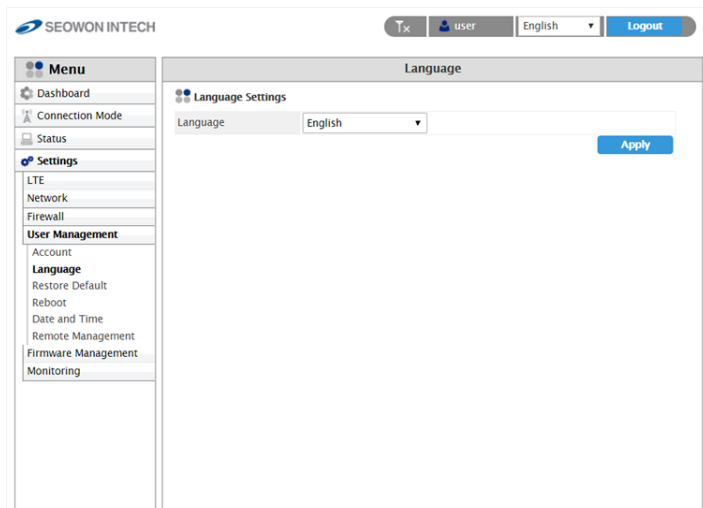 SEOWON INTECH
Tx user English Logout
Menu
Dashboard
Connection Mode
Status
Settings
LTE
Network
Firewall
User Management
Account
Language
Restore Default
Reboot
Date and Time
Remote Management
Firmware Management
Monitoring
Language
Language Settings
Language English
Apply